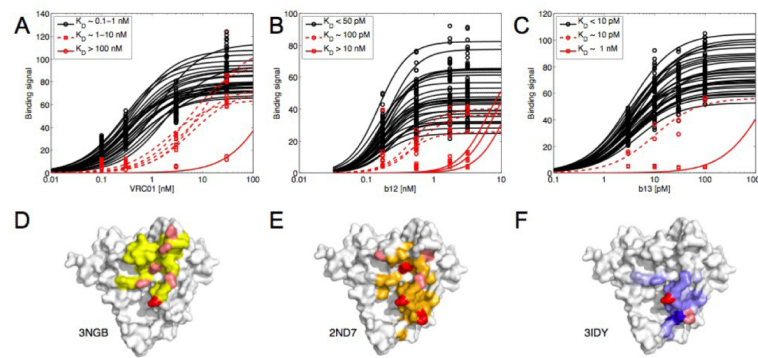 A
B
C
K_D ~ 0.1–1 nM
K_D ~ 1–10 nM
K_D > 100 nM
K_D < 50 pM
K_D ~ 100 pM
K_D > 10 nM
K_D < 10 pM
K_D ~ 10 pM
K_D ~ 1 nM
Binding signal
140
120
100
80
60
40
20
0
0.01
0.1
1
10
100
VRC01 [nM]
Binding signal
100
80
60
40
20
0
0.01
0.1
1
10
b12 [nM]
Binding signal
120
100
80
60
40
20
0
0.1
1
10
100
1000
b13 [pM]
D
E
F
3NGB
2ND7
3IDY